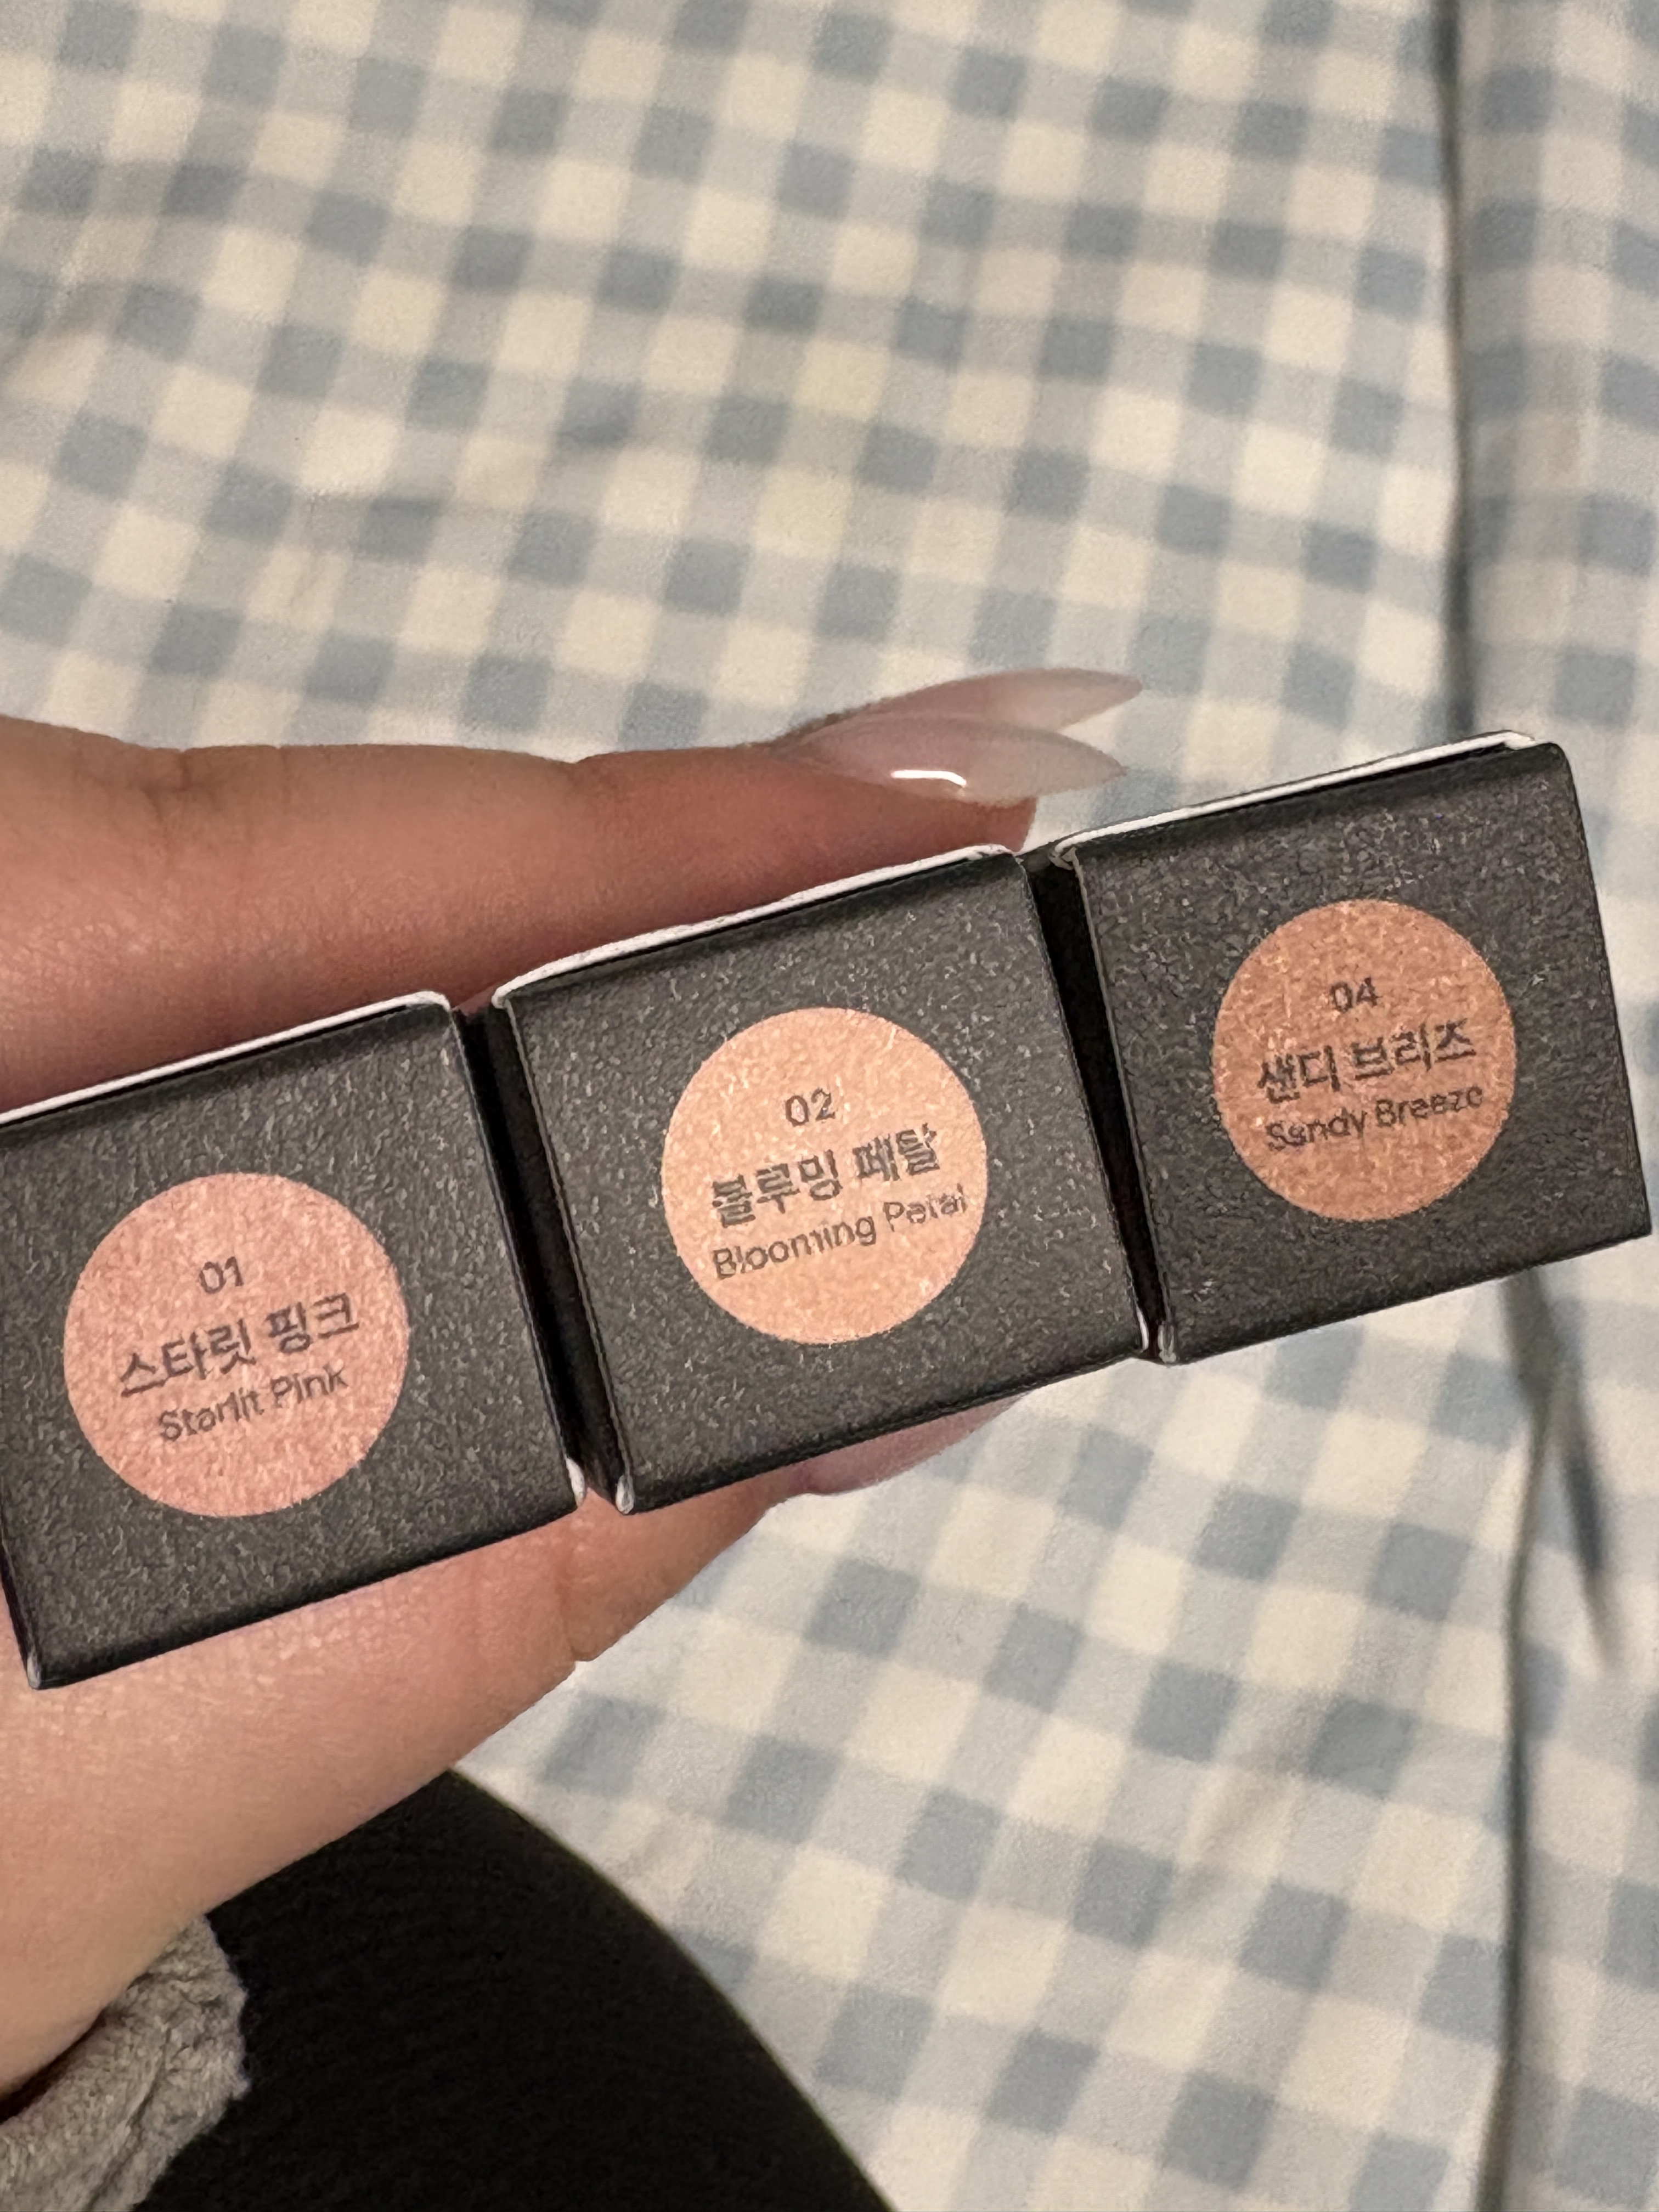 01
스타릿 핑크
Starlit Pink
02
블루밍 페탈
Blooming Petal
04
샌디 브리즈
Sandy Breeze